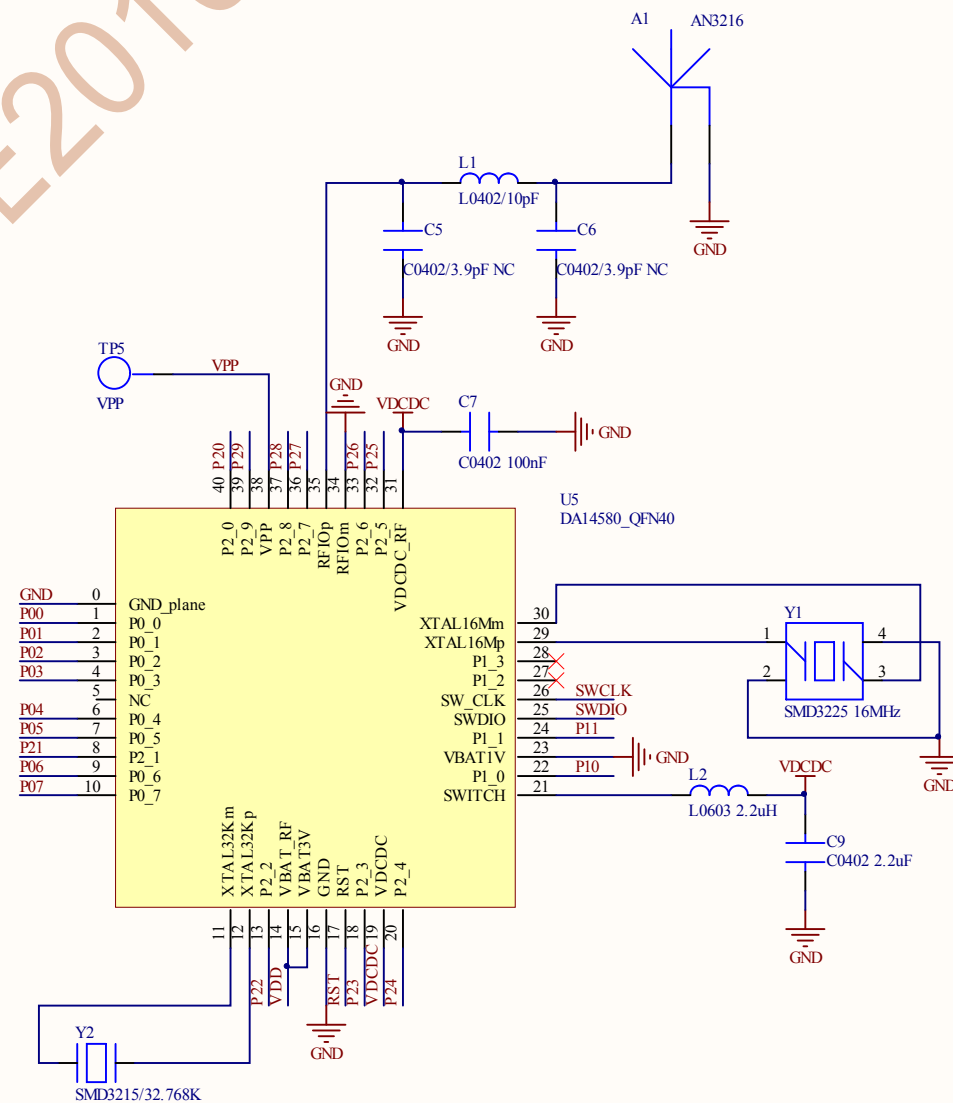 E201
A1 AN3216
L1
L0402/10pF
C5 C6
C0402/3.9pF NC C0402/3.9pF NC
GND
GND GND
TP5
VPP
VPP
GND
VDCDC
C7
GND
C0402 100nF
P20 P29 P28 P27 P26 P25
40 39 38 37 36 35 34 33 32 31
P2_0 P2_9 VPP P2_8 P2_7 RFIOp RFIOm P2_6 P2_5 VDCDC_RF
U5
DA14580_QFN40
GND 0 GND_plane
P00 1 P0_0
P01 2 P0_1
P02 3 P0_2
P03 4 P0_3
5 NC
P04 6 P0_4
P05 7 P0_5
P21 8 P2_1
P06 9 P0_6
P07 10 P0_7
XTAL16Mm 30
XTAL16Mp 29
P1_3 28
P1_2 27
SW_CLK 26 SWCLK
SWDIO 25 SWDIO
P1_1 24 P11
VBAT1V 23 GND
P1_0 22 P10
SWITCH 21
Y1
1 4
2 3
SMD3225 16MHz
GND
L2
L0603 2.2uH
VDCDC
C9
C0402 2.2uF
GND
XTAL32Km XTAL32Kp P2_2 VBAT_RF VBAT3V GND RST P2_3 VDCDC P2_4
11 12 13 14 15 16 17 18 19 20
P22 VDD RST P23 VDCDC P24
GND
Y2
SMD3215/32.768K